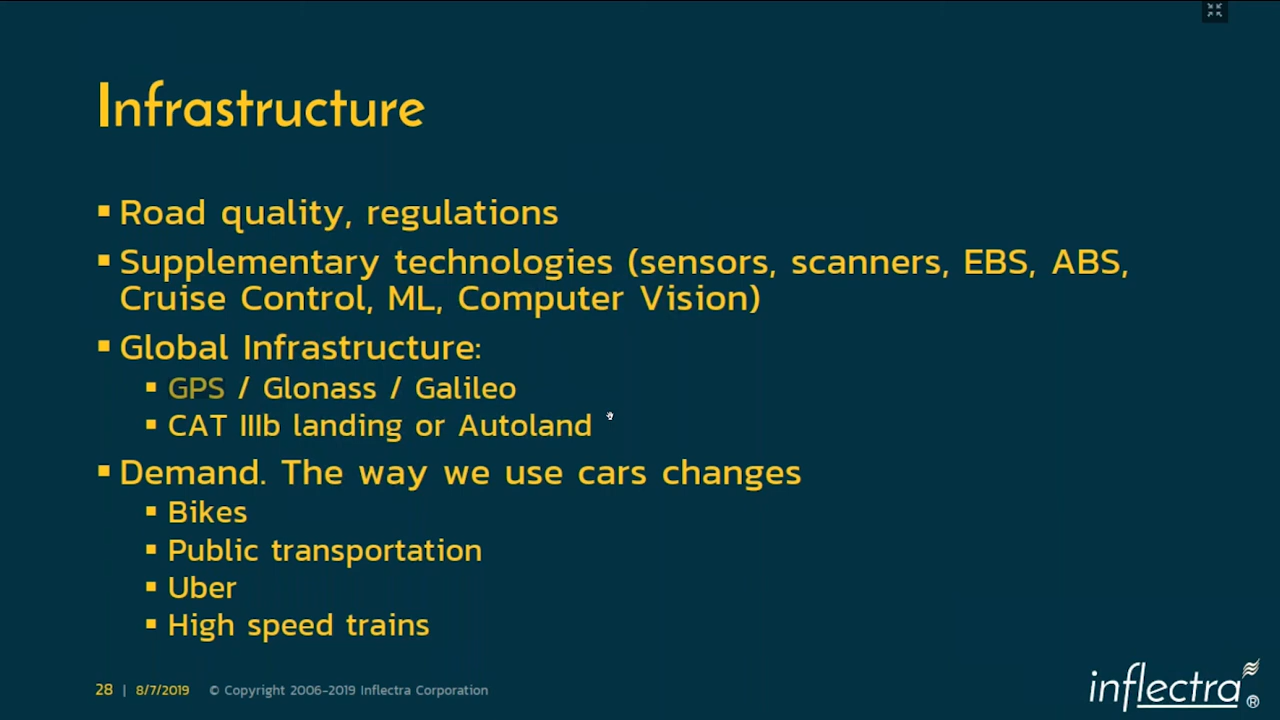 Infrastructure
Road quality, regulations
Supplementary technologies (sensors, scanners, EBS, ABS,
Cruise Control, ML, Computer Vision)
Global Infrastructure:
GPS / Glonass / Galileo
CAT IIIb landing or Autoland
Demand. The way we use cars changes
Bikes
Public transportation
Uber
High speed trains
28 | 8/7/2019 © Copyright 2006-2019 Inflectra Corporation
inflectra®